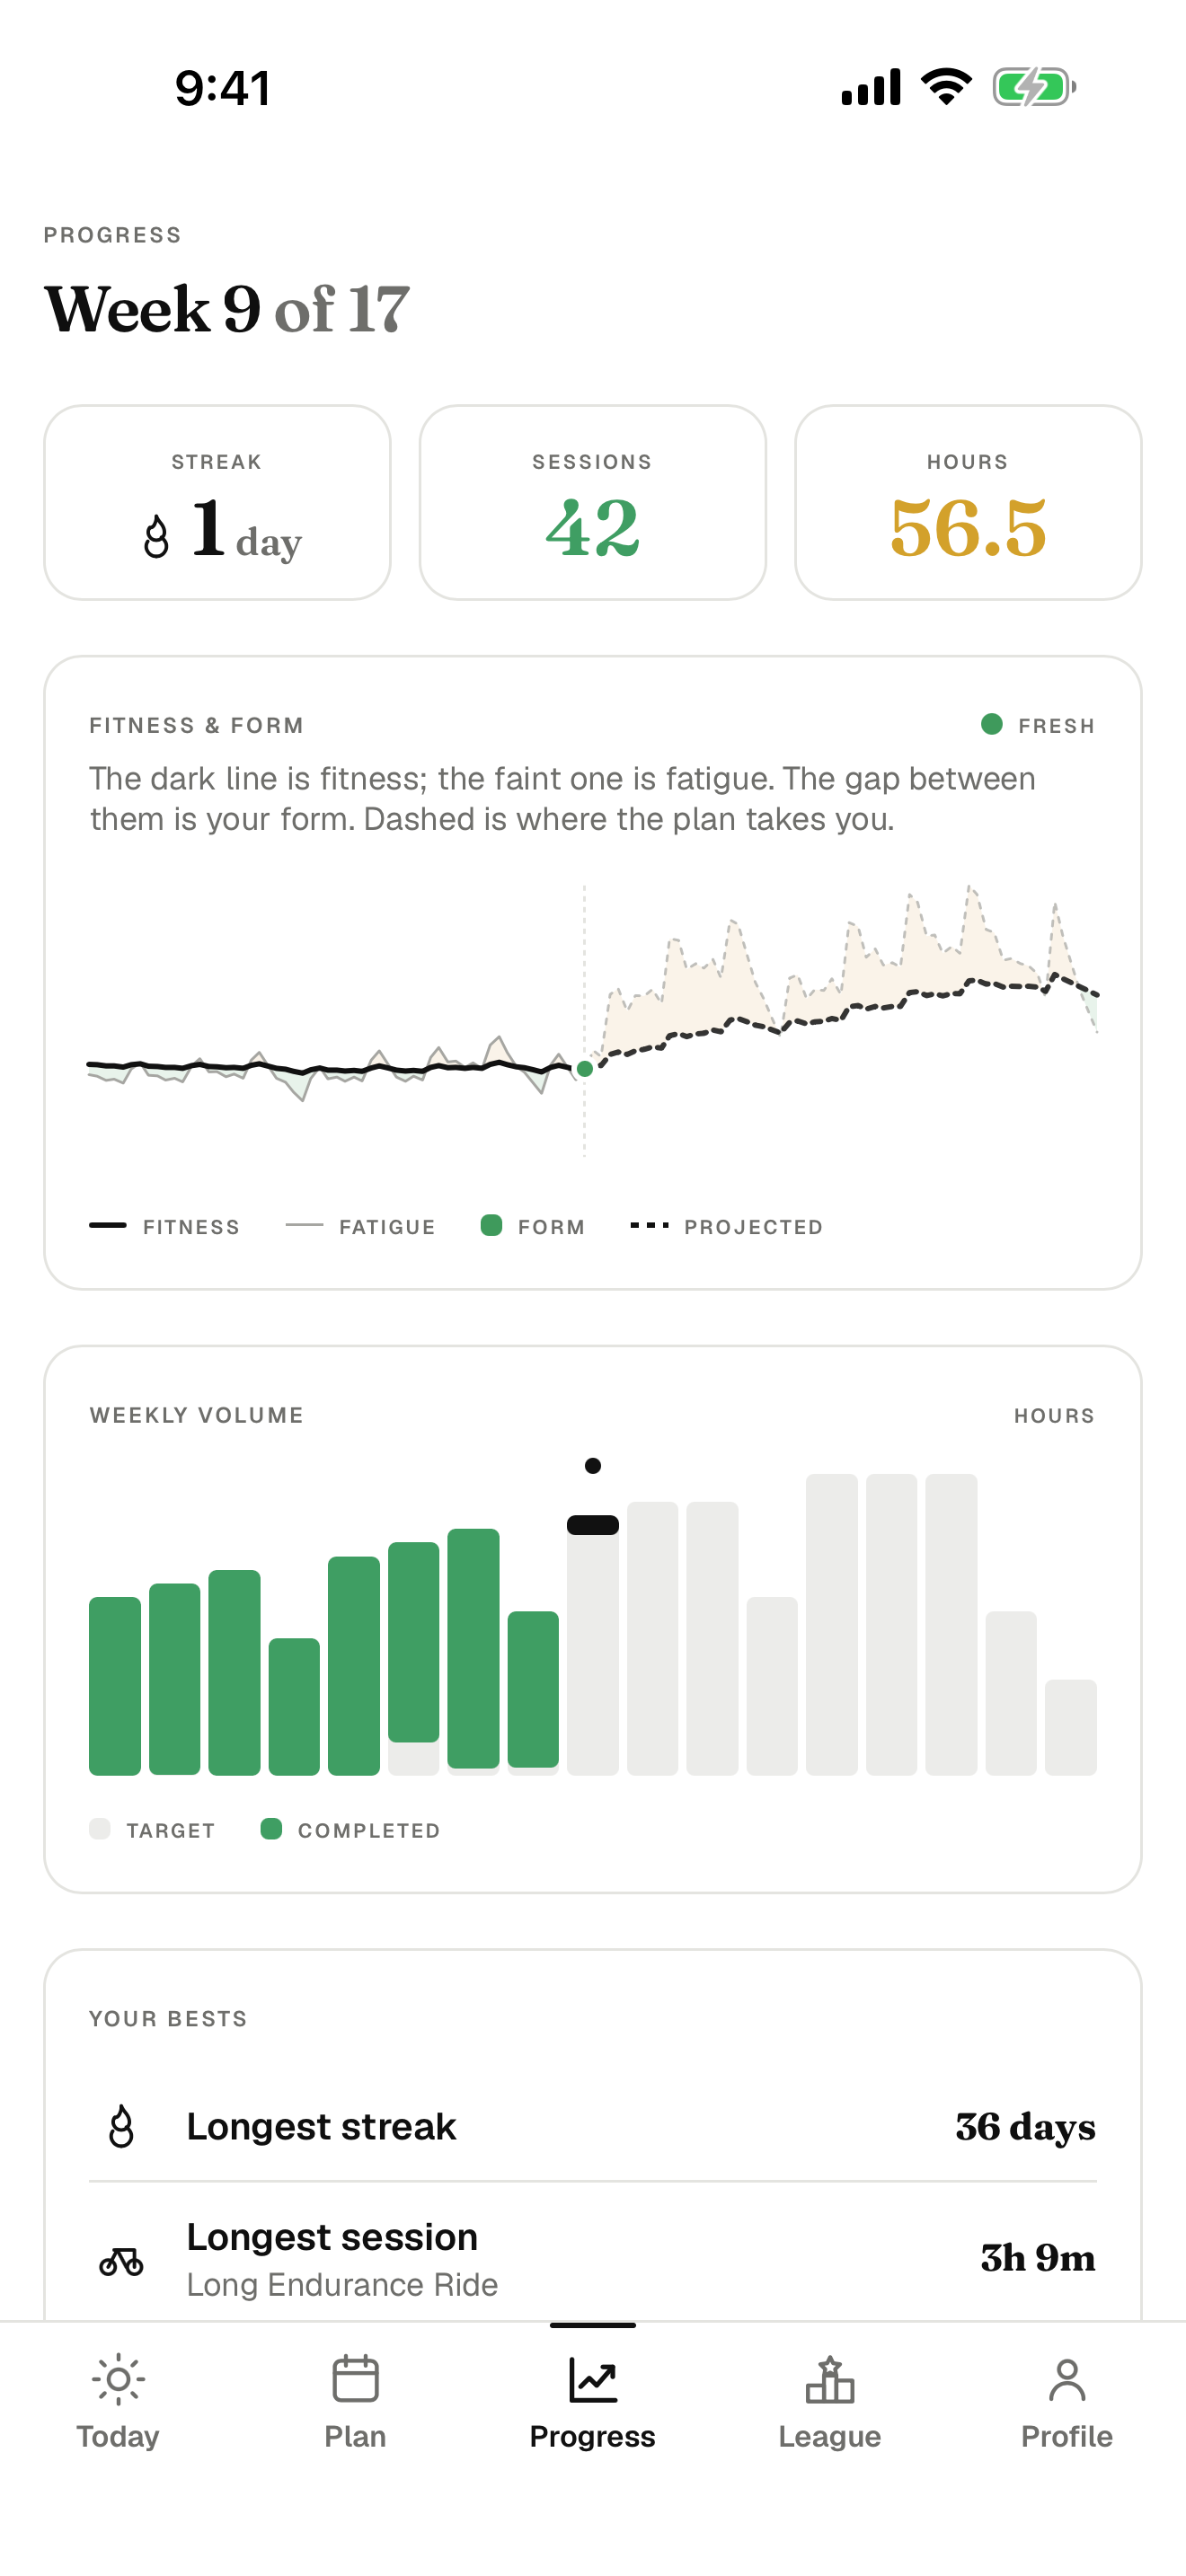 9:41
PROGRESS
Week 9 of 17
STREAK
1 day
SESSIONS
42
HOURS
56.5
FITNESS & FORM
FRESH
The dark line is fitness; the faint one is fatigue. The gap between
them is your form. Dashed is where the plan takes you.
FITNESS
FATIGUE
FORM
PROJECTED
WEEKLY VOLUME
HOURS
TARGET
COMPLETED
YOUR BESTS
Longest streak
36 days
Longest session
Long Endurance Ride
3h 9m
Today
Plan
Progress
League
Profile